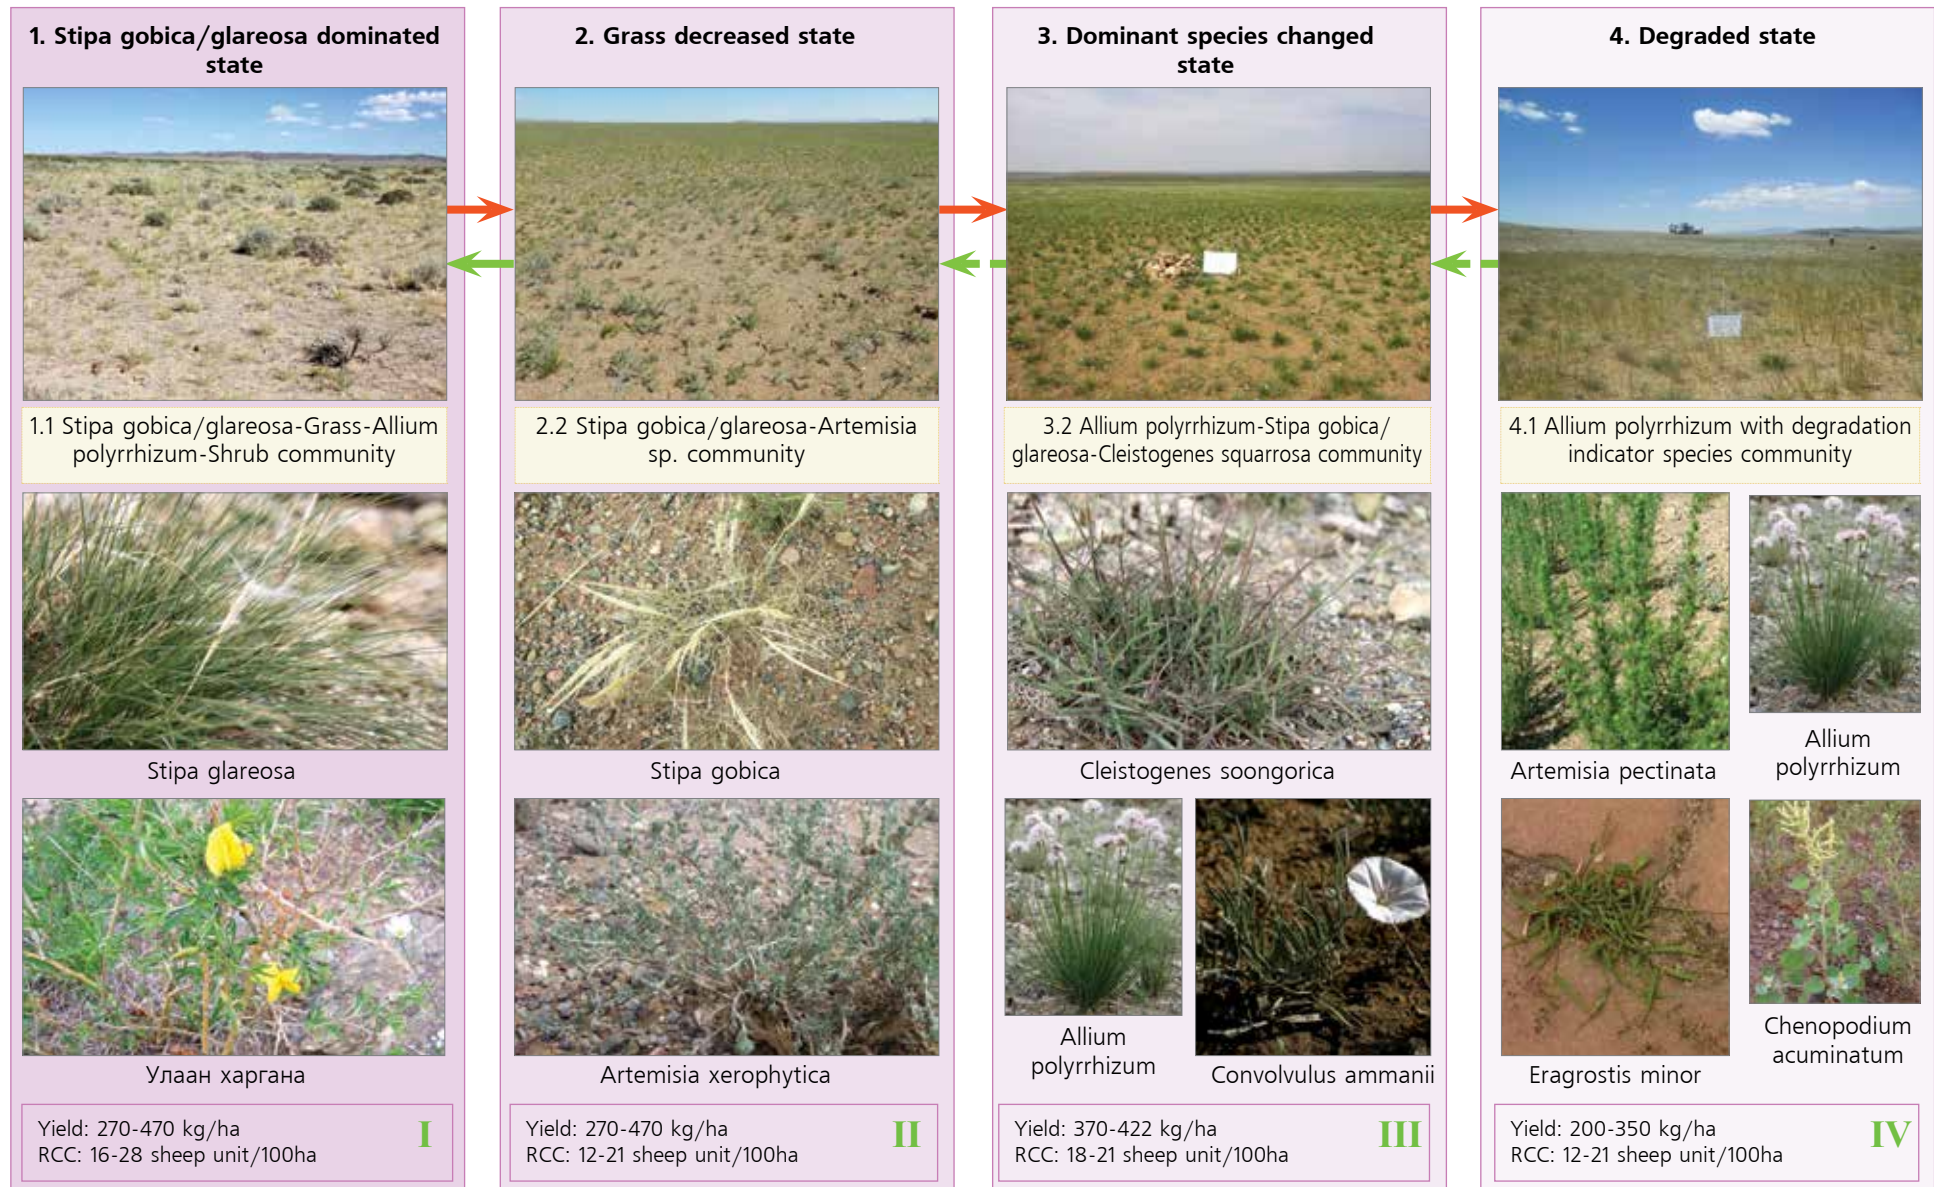 1. Stipa gobica/glareosa dominated
state
1.1 Stipa gobica/glareosa-Grass-Allium
polyrrhizum-Shrub community
Stipa glareosa
Улаан харгана
Yield: 270-470 kg/ha
RCC: 16-28 sheep unit/100ha
I
2. Grass decreased state
2.2 Stipa gobica/glareosa-Artemisia
sp. community
Stipa gobica
Artemisia xerophytica
Yield: 270-470 kg/ha
RCC: 12-21 sheep unit/100ha
II
3. Dominant species changed
state
3.2 Allium polyrrhizum-Stipa gobica/
glareosa-Cleistogenes squarrosa community
Cleistogenes soongorica
Allium
polyrrhizum
Convolvulus ammanii
Yield: 370-422 kg/ha
RCC: 18-21 sheep unit/100ha
III
4. Degraded state
4.1 Allium polyrrhizum with degradation
indicator species community
Artemisia pectinata
Allium
polyrrhizum
Eragrostis minor
Chenopodium
acuminatum
Yield: 200-350 kg/ha
RCC: 12-21 sheep unit/100ha
IV